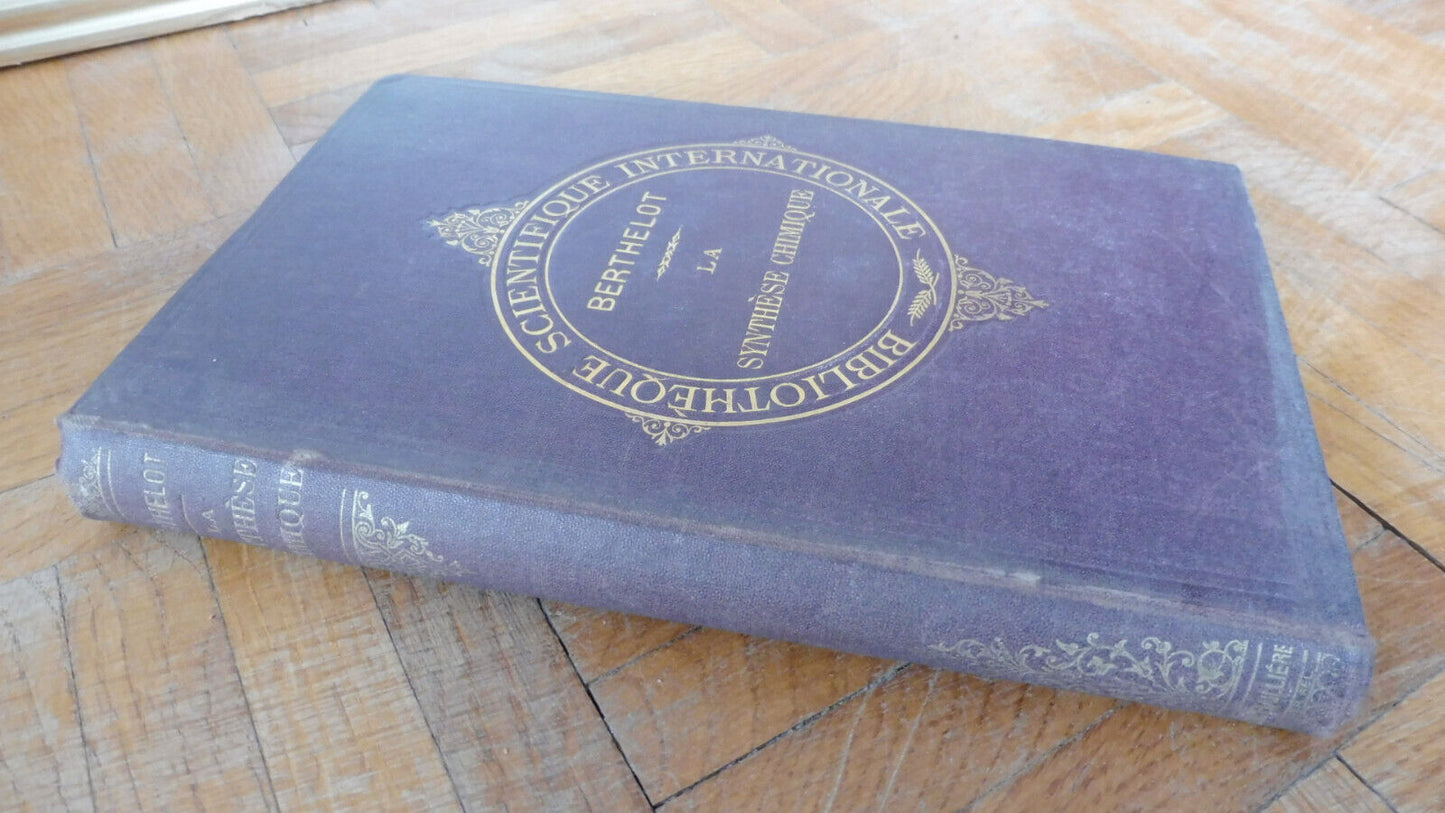 BIBLIOTHÈQUE SCIENTIFIQUE INTERNATIONALE
BERTHELOT
LA
SYNTHÈSE CHIMIQUE
LA